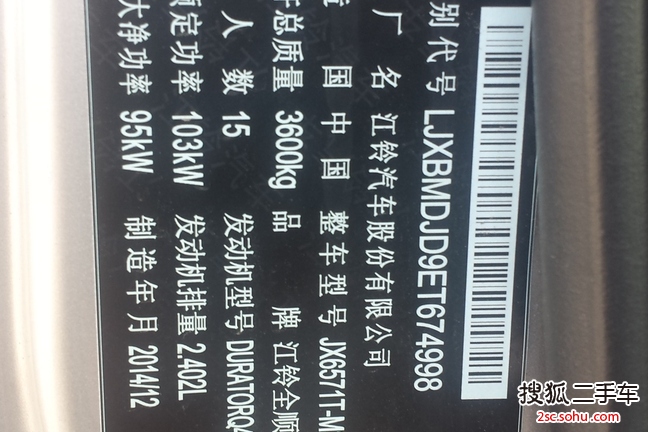 别代号 LJXBMDJD9ET674998
厂名 江铃汽车股份有限公司
国 中国 整车型号 JX6571T-M
总质量 3600kg 品牌 江铃全顺
人数 15 发动机型号 DURATORQ4
定功率 103kW 发动机排量 2.402L
大净功率 95kW 制造年月 2014/12
搜狐二手车
2sc.sohu.com